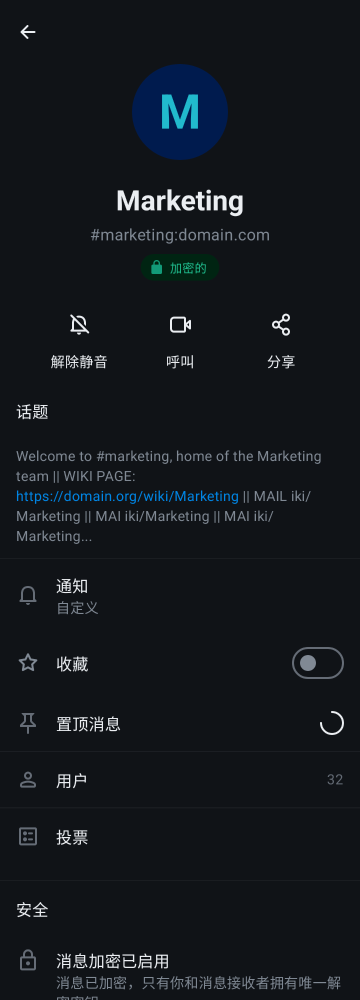 M
Marketing
#marketing:domain.com
加密的
解除静音 呼叫 分享
话题
Welcome to #marketing, home of the Marketing
team || WIKI PAGE:
https://domain.org/wiki/Marketing || MAIL iki/
Marketing || MAI iki/Marketing || MAI iki/
Marketing...
通知
自定义
收藏
置顶消息
用户 32
投票
安全
消息加密已启用
消息已加密，只有你和消息接收者拥有唯一解